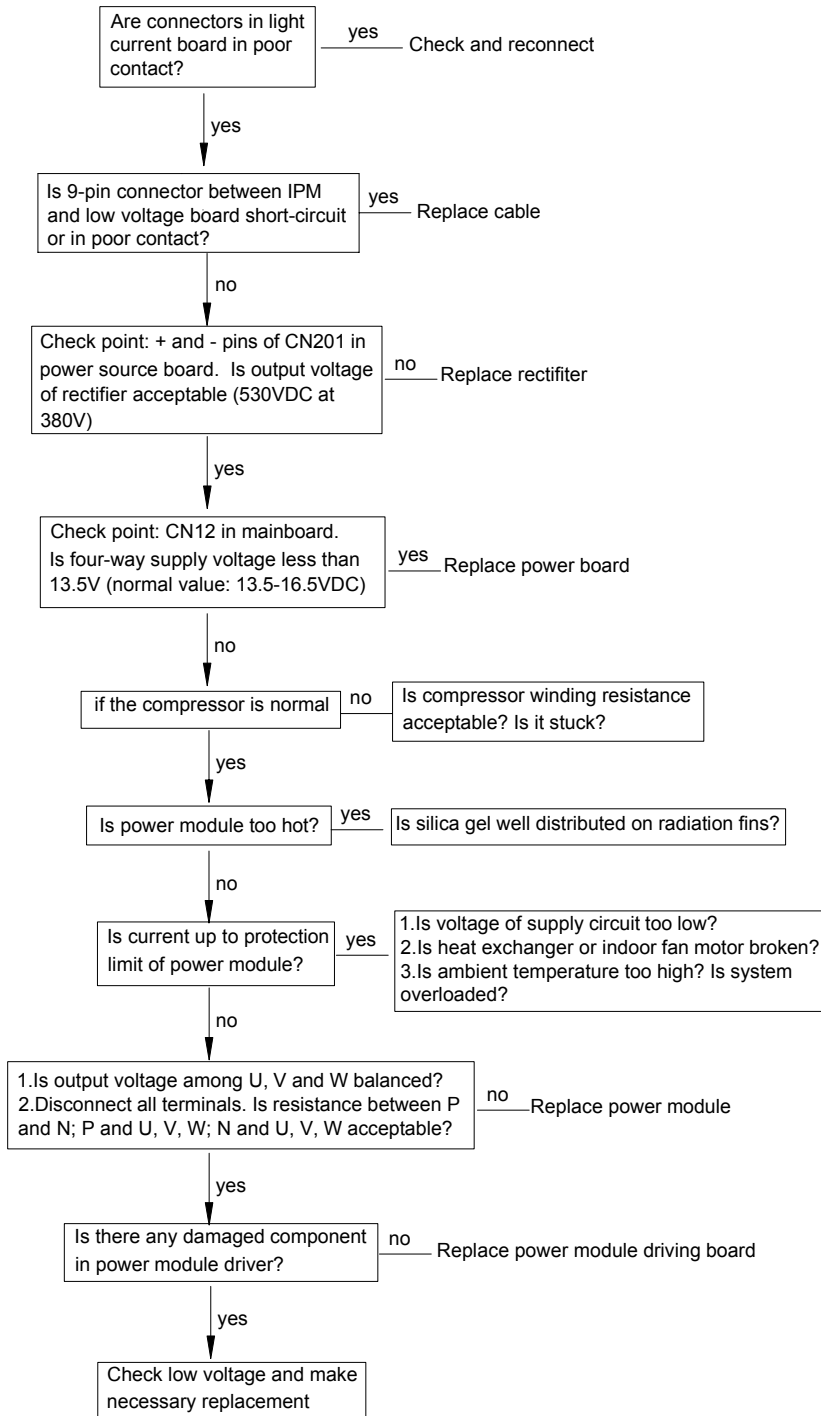 Are connectors in light
current board in poor
contact?
yes
Check and reconnect
yes
Is 9-pin connector between IPM
and low voltage board short-circuit
or in poor contact?
yes
Replace cable
no
Check point: + and - pins of CN201 in
power source board. Is output voltage
of rectifier acceptable (530VDC at
380V)
no
Replace rectifiter
yes
Check point: CN12 in mainboard.
Is four-way supply voltage less than
13.5V (normal value: 13.5-16.5VDC)
yes
Replace power board
no
if the compressor is normal
no
Is compressor winding resistance
acceptable? Is it stuck?
yes
Is power module too hot?
yes
Is silica gel well distributed on radiation fins?
no
Is current up to protection
limit of power module?
yes
1.Is voltage of supply circuit too low?
2.Is heat exchanger or indoor fan motor broken?
3.Is ambient temperature too high? Is system
overloaded?
no
1.Is output voltage among U, V and W balanced?
2.Disconnect all terminals. Is resistance between P
and N; P and U, V, W; N and U, V, W acceptable?
no
Replace power module
yes
Is there any damaged component
in power module driver?
no
Replace power module driving board
yes
Check low voltage and make
necessary replacement